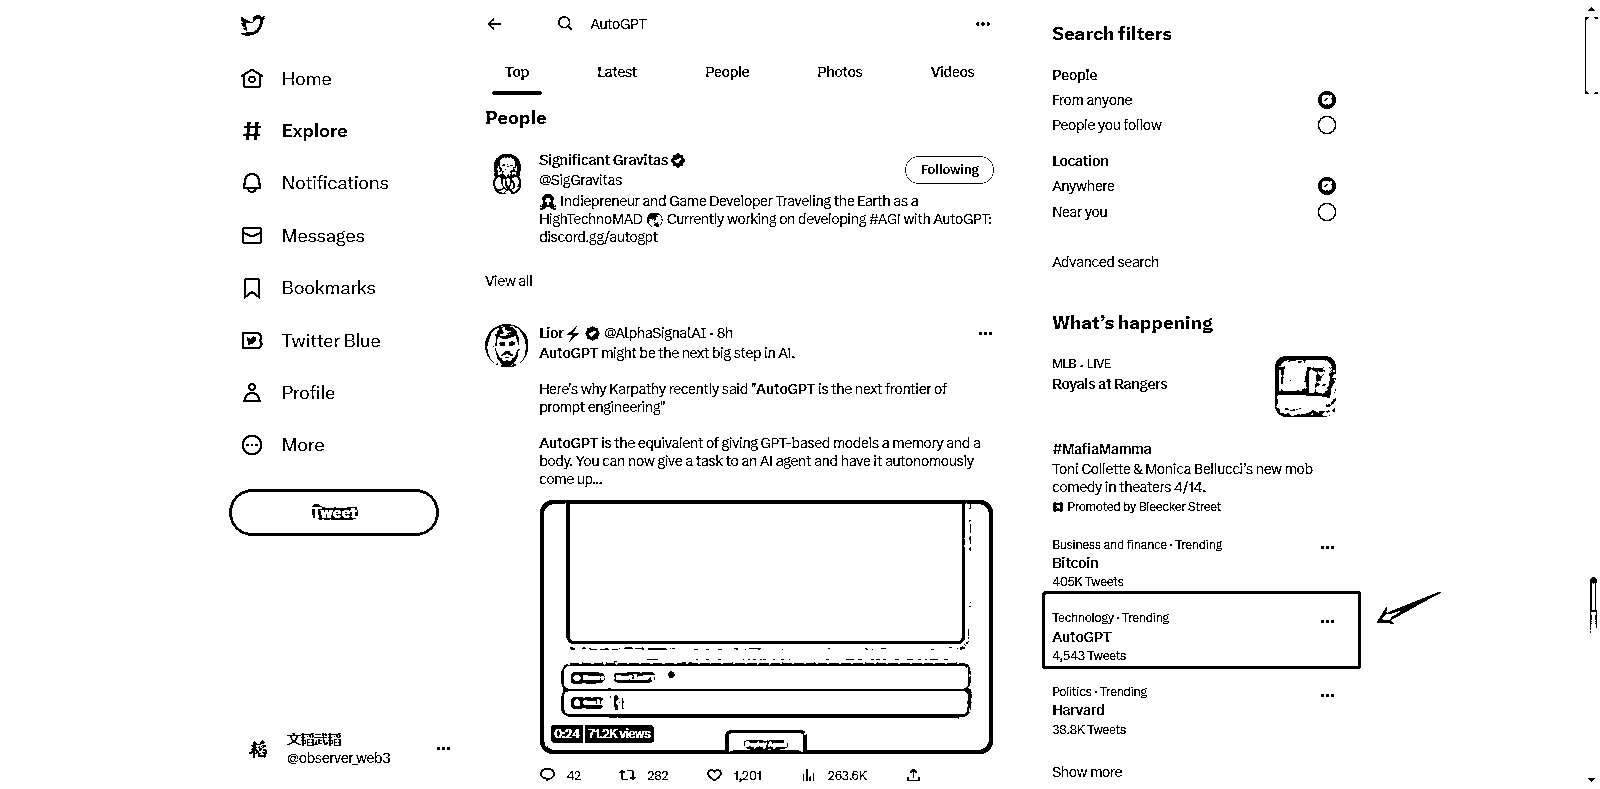 Home
Explore
Notifications
Messages
Bookmarks
Twitter Blue
Profile
More
Tweet
文韬武韬
@observer_web3
AutoGPT
Top
Latest
People
Photos
Videos
People
Significant Gravitas
@SigGravitas
Following
Indiepreneur and Game Developer Traveling the Earth as a
HighTechnoMAD Currently working on developing #AGI with AutoGPT:
discord.gg/autogpt
View all
Lior @AlphaSignalAI · 8h
AutoGPT might be the next big step in AI.
Here's why Karpathy recently said "AutoGPT is the next frontier of
prompt engineering"
AutoGPT is the equivalent of giving GPT-based models a memory and a
body. You can now give a task to an AI agent and have it autonomously
come up...
0:24 71.2K views
42 282 1,201 263.6K
Search filters
People
From anyone
People you follow
Location
Anywhere
Near you
Advanced search
What's happening
MLB · LIVE
Royals at Rangers
#MafiaMamma
Toni Collette & Monica Bellucci's new mob
comedy in theaters 4/14.
Promoted by Bleecker Street
Business and finance · Trending
Bitcoin
405K Tweets
Technology · Trending
AutoGPT
4,543 Tweets
Politics · Trending
Harvard
38.8K Tweets
Show more